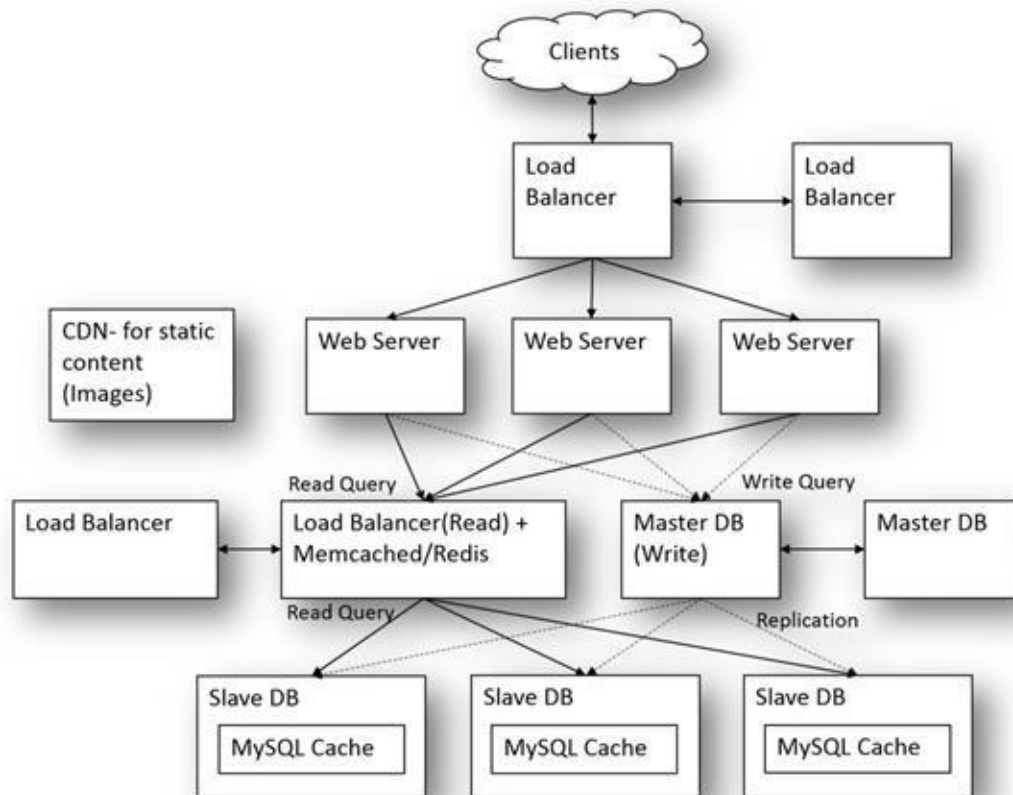 Clients
Load
Balancer
Load
Balancer
CDN- for static
content
(Images)
Web Server
Web Server
Web Server
Read Query
Write Query
Load Balancer
Load Balancer(Read) +
Memcached/Redis
Master DB
(Write)
Master DB
Read Query
Replication
Slave DB
MySQL Cache
Slave DB
MySQL Cache
Slave DB
MySQL Cache